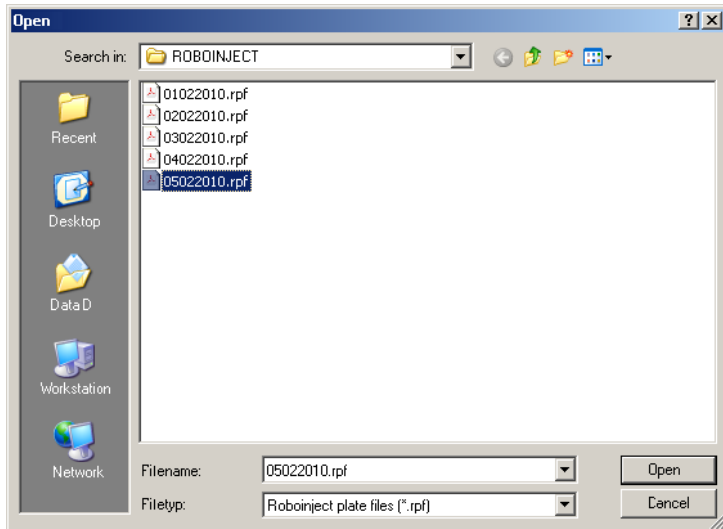 Open
Search in: ROBOINJECT
01022010.rpf
02022010.rpf
03022010.rpf
04022010.rpf
05022010.rpf
Recent
Desktop
Data D
Workstation
Network
Filename: 05022010.rpf Open
Filetyp: Roboinject plate files (*.rpf) Cancel